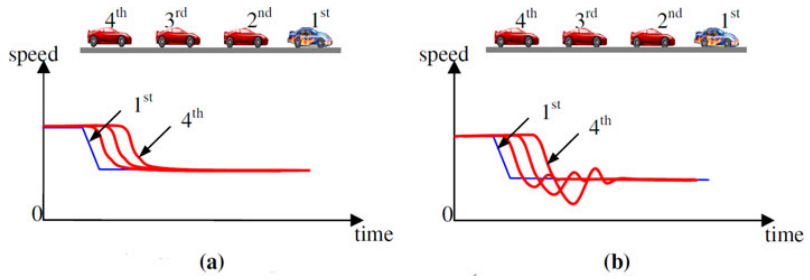 4th 3rd 2nd 1st
speed
1st
4th
0
time
(a)
4th 3rd 2nd 1st
speed
1st
4th
0
time
(b)